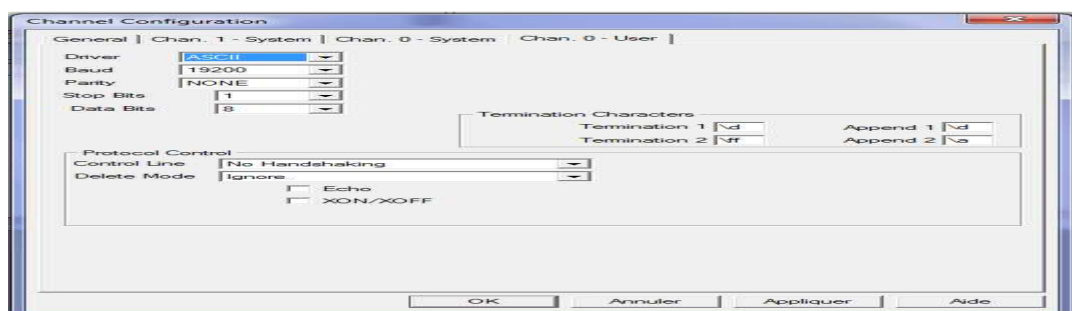 Channel Configuration
General | Chan. 1 - System | Chan. 0 - System | Chan. 0 - User |
Driver ASCII
Baud 19200
Parity NONE
Stop Bits 1
Data Bits 8
Termination Characters
Termination 1 \d Append 1 \d
Termination 2 \ff Append 2 \a
Protocol Control
Control Line No Handshaking
Delete Mode Ignore
Echo
XON/XOFF
OK Annuler Appliquer Aide